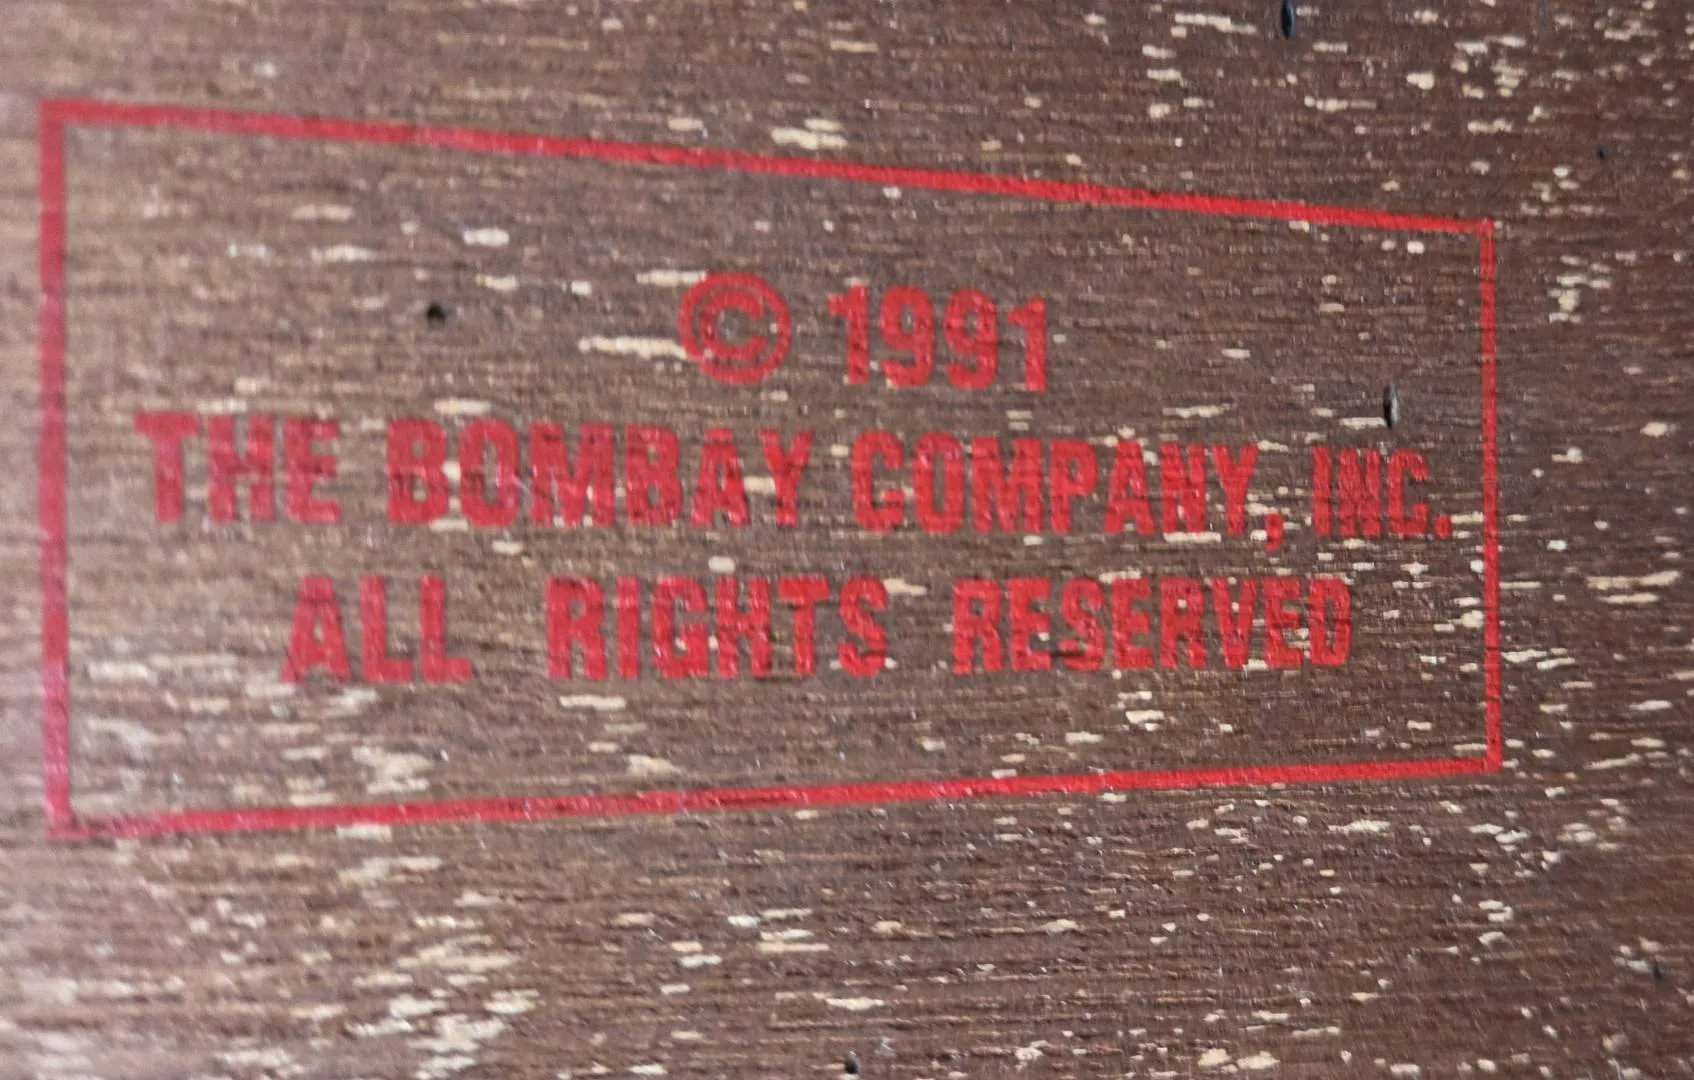 © 1991
THE BOMBAY COMPANY, INC.
ALL RIGHTS RESERVED